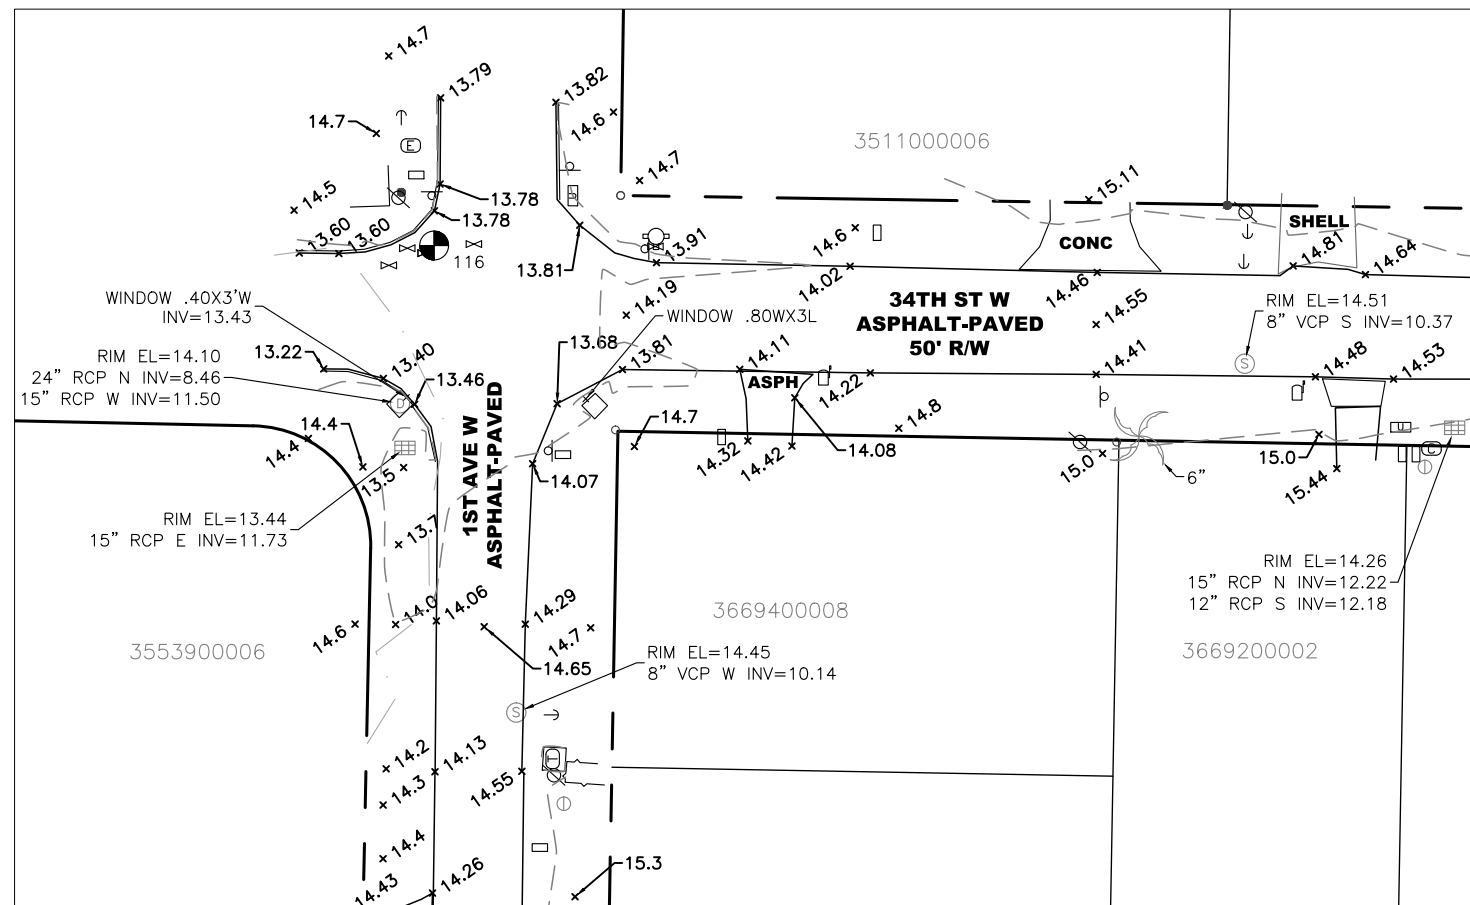 14.7
13.79
13.82
14.7
14.6
E
3511000006
14.7
14.5
15.11
13.78
13.78
SHELL
14.6
CONC
13.60
13.60
13.91
14.81
116
13.81
14.02
14.46
14.64
WINDOW .40X3'W
INV=13.43
14.19
34TH ST W
ASPHALT-PAVED
50' R/W
14.55
RIM EL=14.51
8" VCP S INV=10.37
WINDOW .80WX3L
13.22
13.40
13.68
13.81
14.11
14.41
14.48
14.53
S
RIM EL=14.10
24" RCP N INV=8.46
15" RCP W INV=11.50
D
13.46
ASPH
14.22
1ST AVE W
ASPHALT-PAVED
14.4
14.4
14.7
14.8
14.32
14.42
14.08
15.0
15.0
C
13.5
14.07
6"
15.44
RIM EL=13.44
15" RCP E INV=11.73
13.7
RIM EL=14.26
15" RCP N INV=12.22
12" RCP S INV=12.18
14.6
14.0
14.06
14.29
14.7
3669400008
3553900006
3669200002
14.65
RIM EL=14.45
8" VCP W INV=10.14
S
14.2
14.13
14.3
14.55
T
14.4
14.43
14.26
15.3